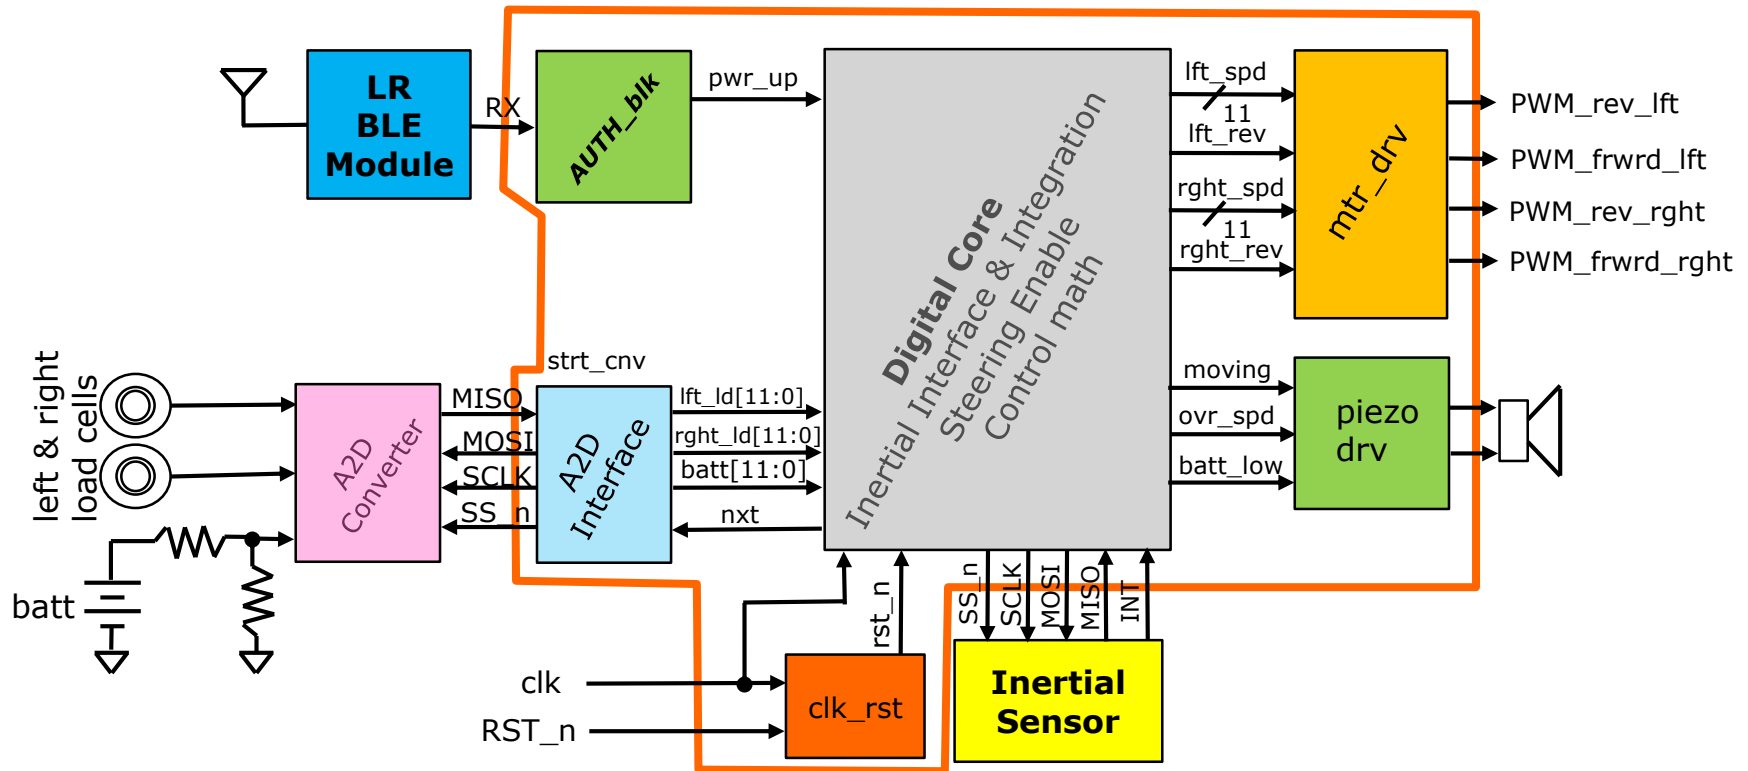 LR
BLE
Module
RX
AUTH_blk
pwr_up
Digital Core
Inertial Interface & Integration
Steering Enable
Control math
lft_spd
11
lft_rev
rght_spd
11
rght_rev
mtr_drv
PWM_rev_lft
PWM_frwrd_lft
PWM_rev_rght
PWM_frwrd_rght
left & right
load cells
batt
A2D
Converter
MISO
MOSI
SCLK
SS_n
strt_cnv
A2D
Interface
lft_ld[11:0]
rght_ld[11:0]
batt[11:0]
nxt
moving
ovr_spd
batt_low
piezo
drv
clk
RST_n
clk_rst
rst_n
SS_n
SCLK
MOSI
MISO
INT
Inertial
Sensor